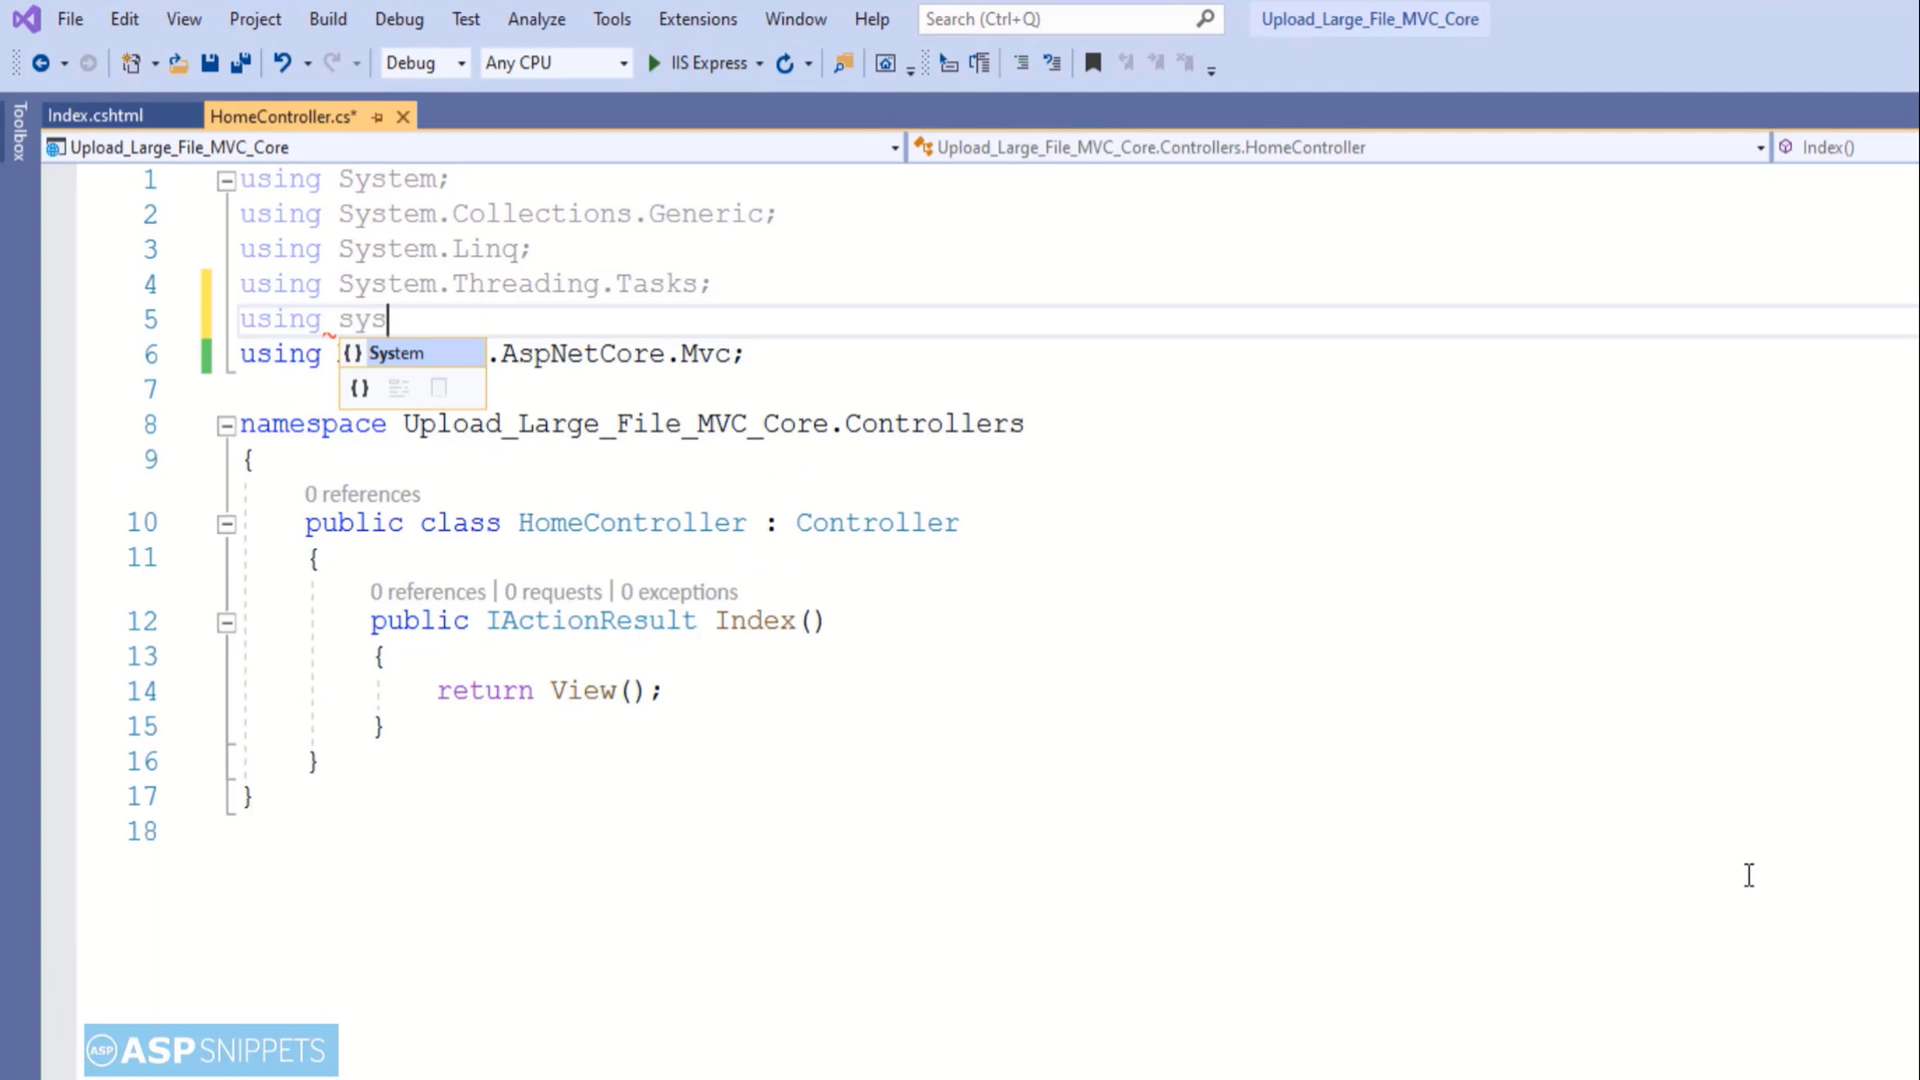 File Edit View Project Build Debug Test Analyze Tools Extensions Window Help Search (Ctrl+Q) Upload_Large_File_MVC_Core
Debug Any CPU IIS Express
Toolbox
Index.cshtml HomeController.cs*
Upload_Large_File_MVC_Core Upload_Large_File_MVC_Core.Controllers.HomeController Index()
1 using System;
2 using System.Collections.Generic;
3 using System.Linq;
4 using System.Threading.Tasks;
5 using sys
6 using .AspNetCore.Mvc;
{} System
{}
7
8 namespace Upload_Large_File_MVC_Core.Controllers
9 {
0 references
10 public class HomeController : Controller
11 {
0 references | 0 requests | 0 exceptions
12 public IActionResult Index()
13 {
14 return View();
15 }
16 }
17 }
18
ASP ASPSNIPPETS